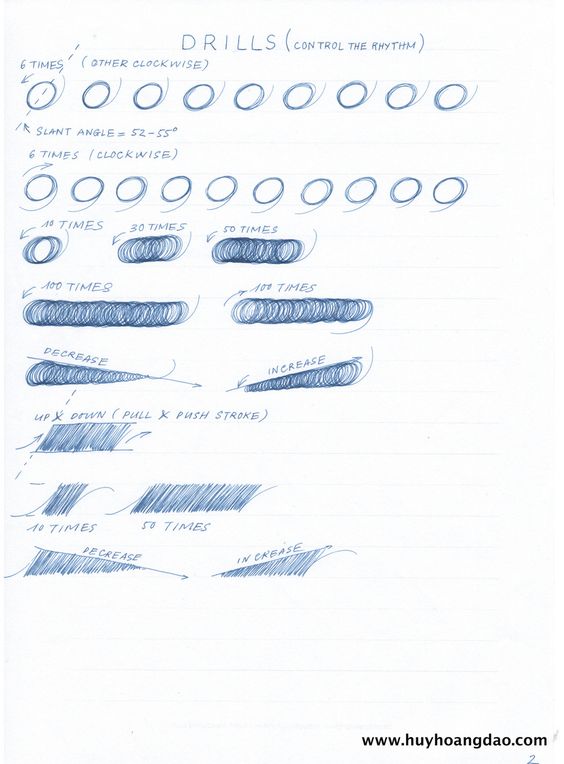 DRILLS (CONTROL THE RHYTHM)
6 TIMES (OTHER CLOCKWISE)
SLANT ANGLE = 52-55°
6 TIMES (CLOCKWISE)
10 TIMES 30 TIMES 50 TIMES
100 TIMES 100 TIMES
DECREASE INCREASE
UP X DOWN (PULL X PUSH STROKE)
10 TIMES 50 TIMES
DECREASE INCREASE
www.huyhoangdao.com
2